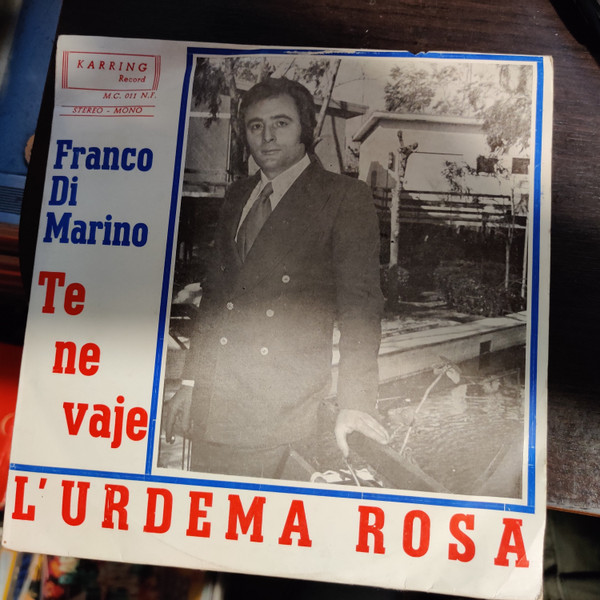 KARRING
Record
M.C. 011 N.F.
STEREO - MONO
Franco
Di
Marino
Te
ne
vaje
L'URDEMA ROSA